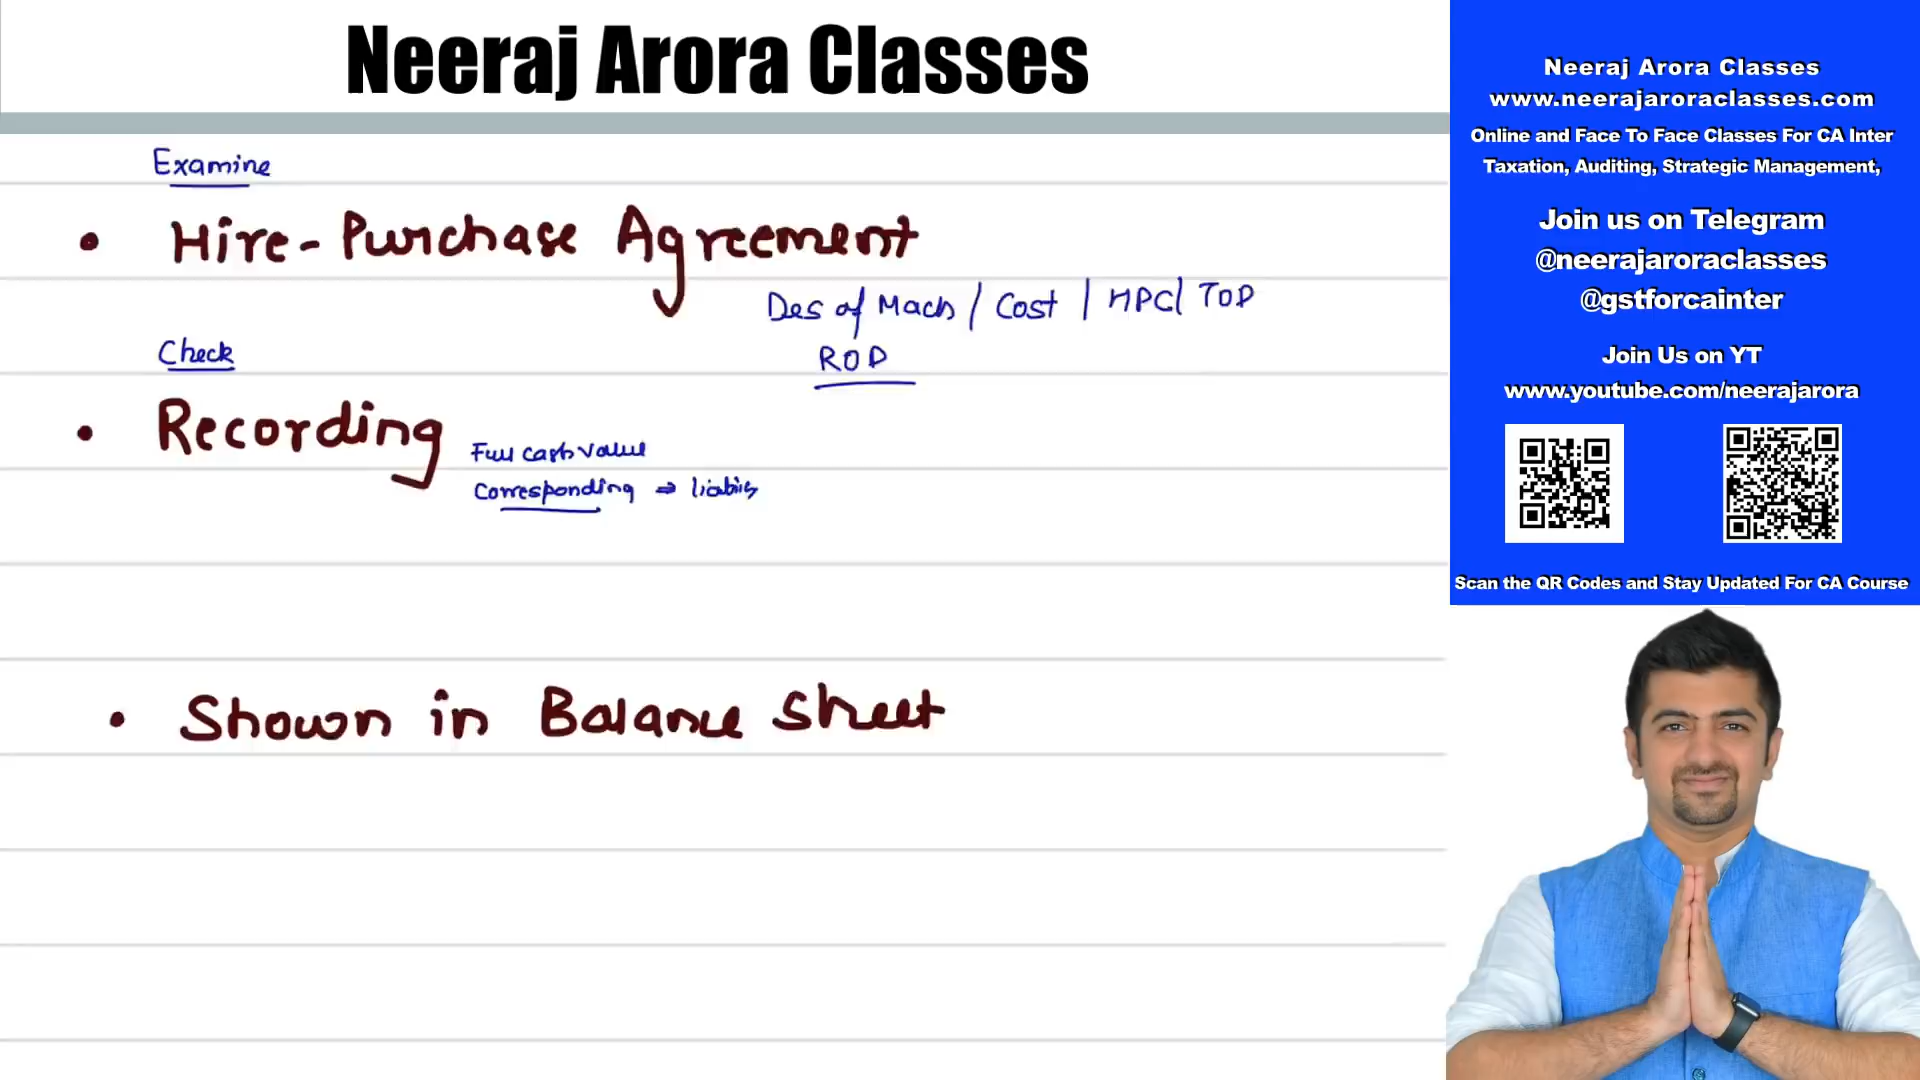 Neeraj Arora Classes
Examine
• Hire-Purchase Agreement
Des of Mach / Cost / HPC/ TOP
ROD
Check
• Recording
Full cash value
Corresponding ⇒
• Shown in Balance Sheet
Neeraj Arora Classes
www.neerajaroraclasses.com
Online and Face To Face Classes For CA Inter
Taxation, Auditing, Strategic Management,
Join us on Telegram
@neerajaroraclasses
@gstforcainter
Join Us on YT
www.youtube.com/neerajarora
Scan the QR Codes and Stay Updated For CA Course